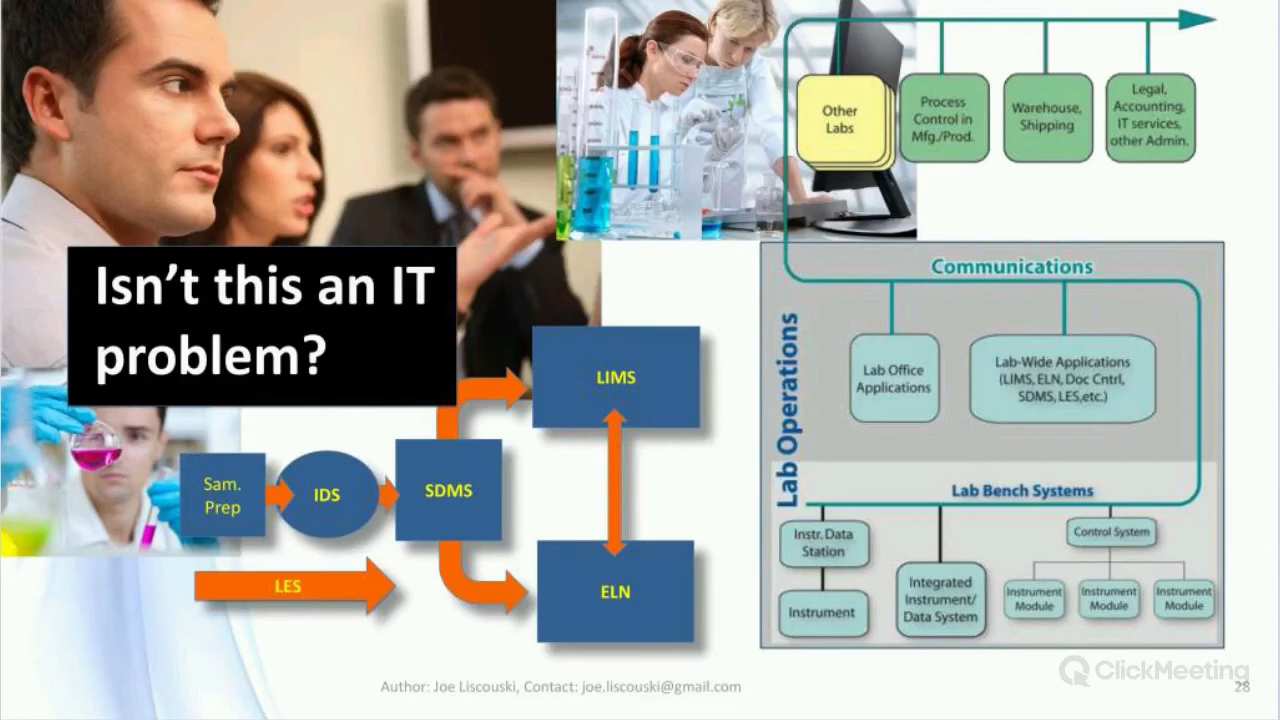 Isn't this an IT
problem?
Sam.
Prep
IDS
SDMS
LIMS
ELN
LES
Other
Labs
Process
Control in
Mfg./Prod.
Warehouse,
Shipping
Legal,
Accounting,
IT services,
other Admin.
Communications
Lab Operations
Lab Office
Applications
Lab-Wide Applications
(LIMS, ELN, Doc Cntrl,
SDMS, LES,etc.)
Lab Bench Systems
Instr. Data
Station
Instrument
Integrated
Instrument/
Data System
Control System
Instrument
Module
Instrument
Module
Instrument
Module
Author: Joe Liscouski, Contact: joe.liscouski@gmail.com
ClickMeeting
28